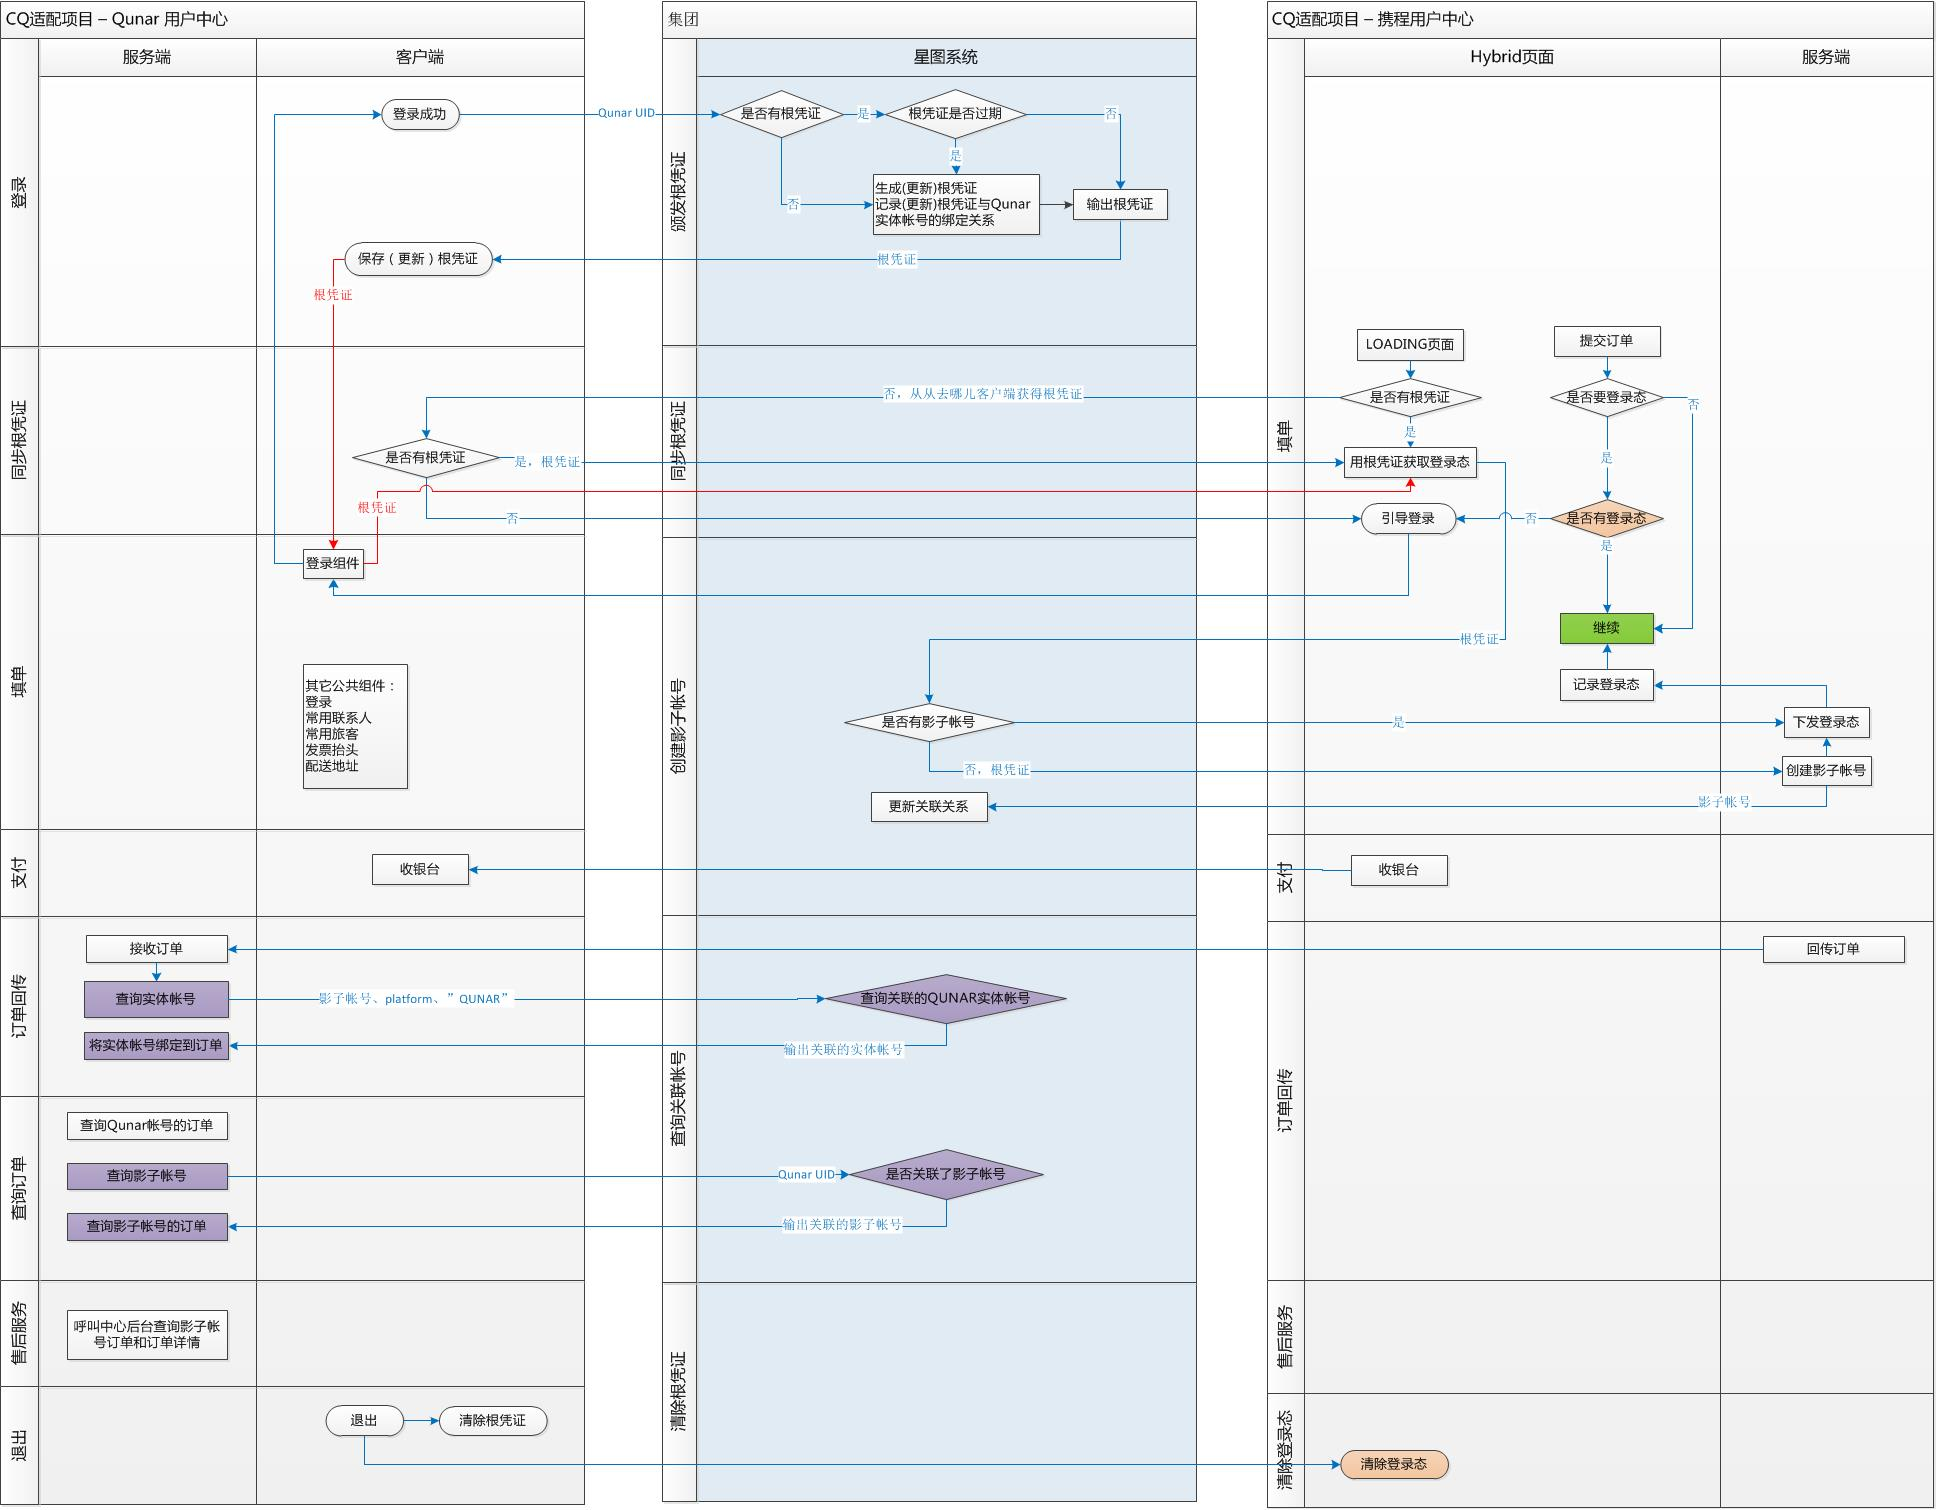 CQ适配项目 – Qunar 用户中心
服务端
客户端
登录
登录成功
Qunar UID
保存（更新）根凭证
根凭证
同步根凭证
是否有根凭证
是，根凭证
根凭证
否
填单
登录组件
其它公共组件：
登录
常用联系人
常用旅客
发票抬头
配送地址
支付
收银台
订单回传
接收订单
查询实体帐号
影子帐号、platform、”QUNAR”
将实体帐号绑定到订单
查询订单
查询Qunar帐号的订单
查询影子帐号
查询影子帐号的订单
售后服务
呼叫中心后台查询影子帐
号订单和订单详情
退出
退出
清除根凭证
集团
星图系统
颁发根凭证
是否有根凭证
是
根凭证是否过期
否
是
否
生成(更新)根凭证
记录(更新)根凭证与Qunar
实体帐号的绑定关系
输出根凭证
根凭证
同步根凭证
否，从从去哪儿客户端获得根凭证
创建影子帐号
是否有影子帐号
否，根凭证
更新关联关系
查询关联帐号
查询关联的QUNAR实体帐号
输出关联的实体帐号
Qunar UID
是否关联了影子帐号
输出关联的影子帐号
清除根凭证
CQ适配项目 – 携程用户中心
Hybrid页面
服务端
填单
LOADING页面
提交订单
是否有根凭证
是否要登录态
否
是
用根凭证获取登录态
是
引导登录
否
是否有登录态
是
继续
根凭证
记录登录态
是
下发登录态
创建影子帐号
影子帐号
支付
收银台
订单回传
回传订单
售后服务
清除登录态
清除登录态